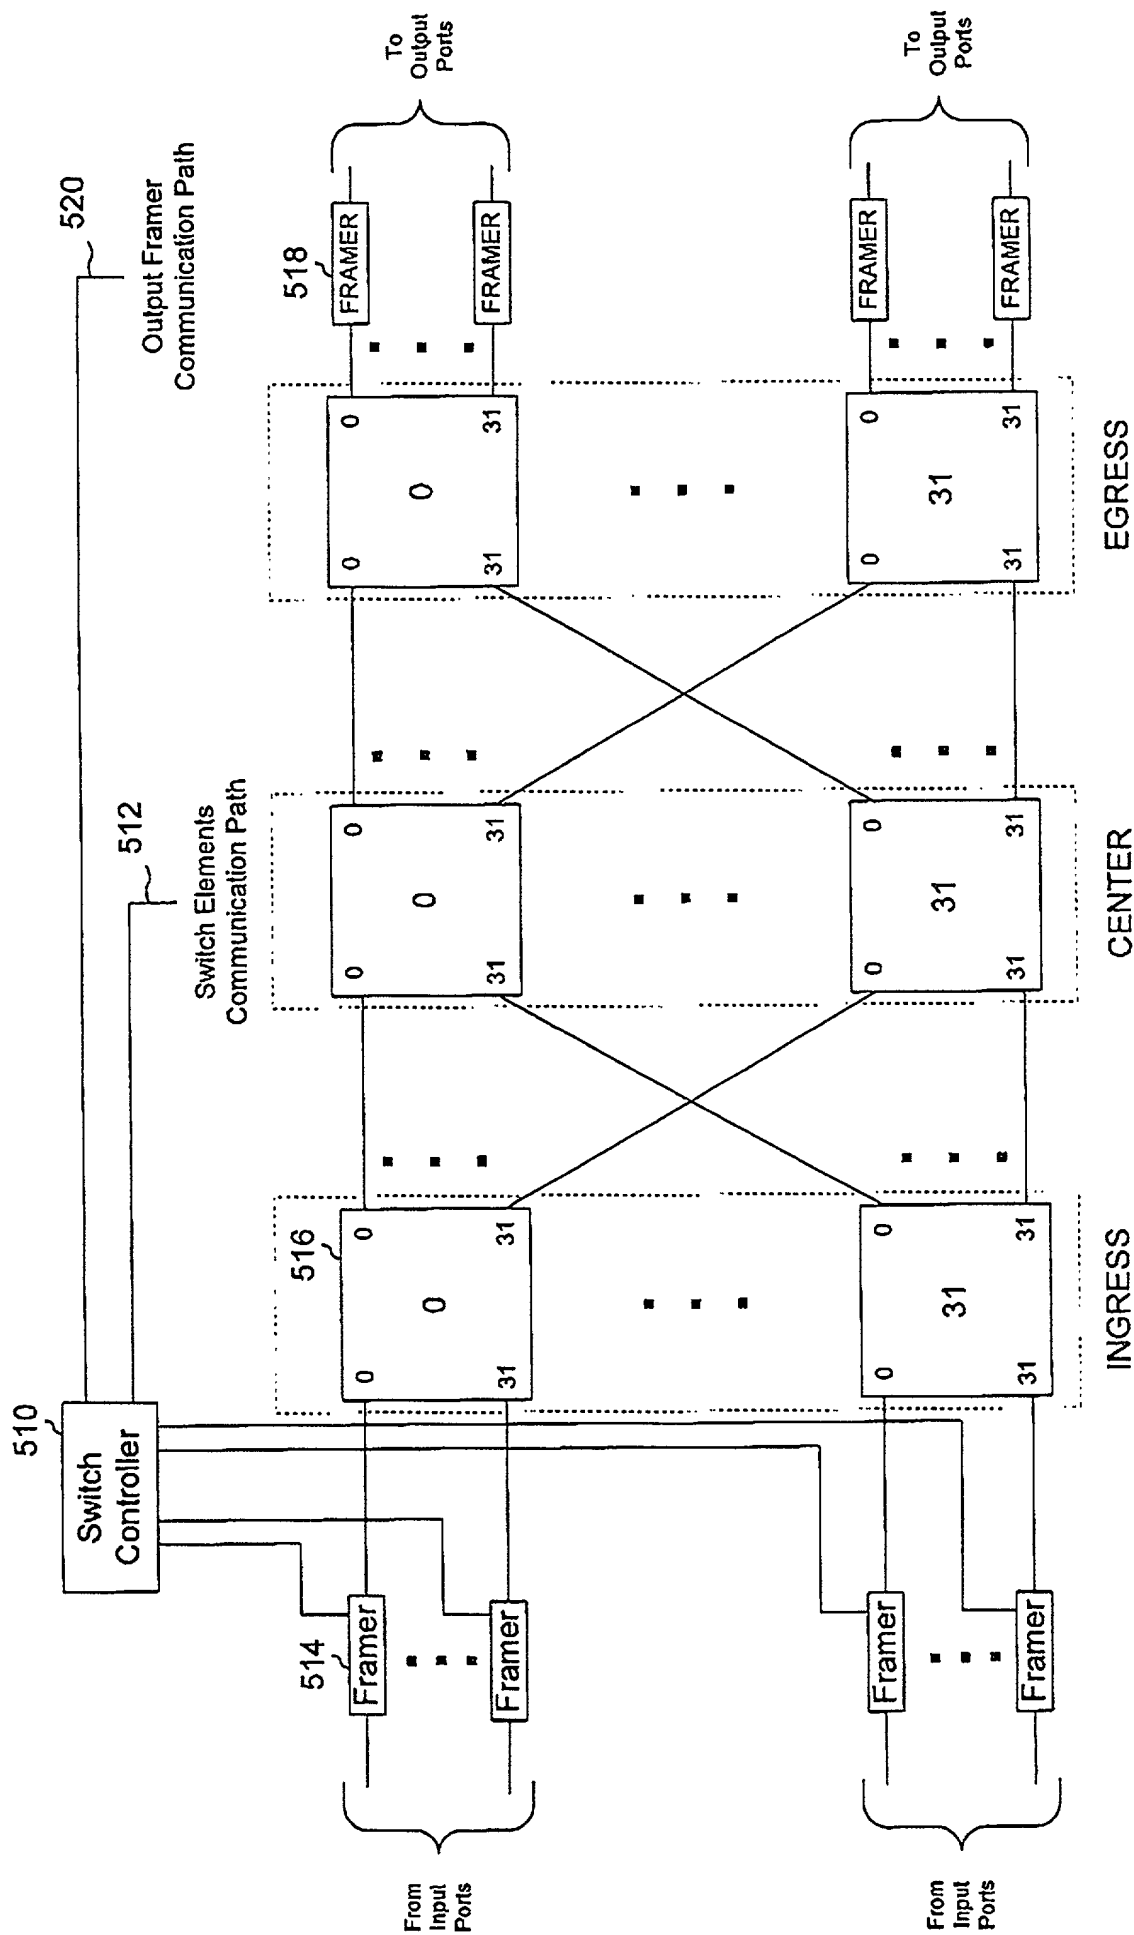 510
Switch
Controller
520
Output Framer
Communication Path
512
Switch Elements
Communication Path
From
Input
Ports
514
Framer
Framer
516
0
0
0
31
31
0
0
0
31
31
0
0
0
31
31
518
FRAMER
FRAMER
To
Output
Ports
From
Input
Ports
Framer
Framer
0
0
31
31
31
0
0
31
31
31
0
0
31
31
31
FRAMER
FRAMER
To
Output
Ports
INGRESS
CENTER
EGRESS